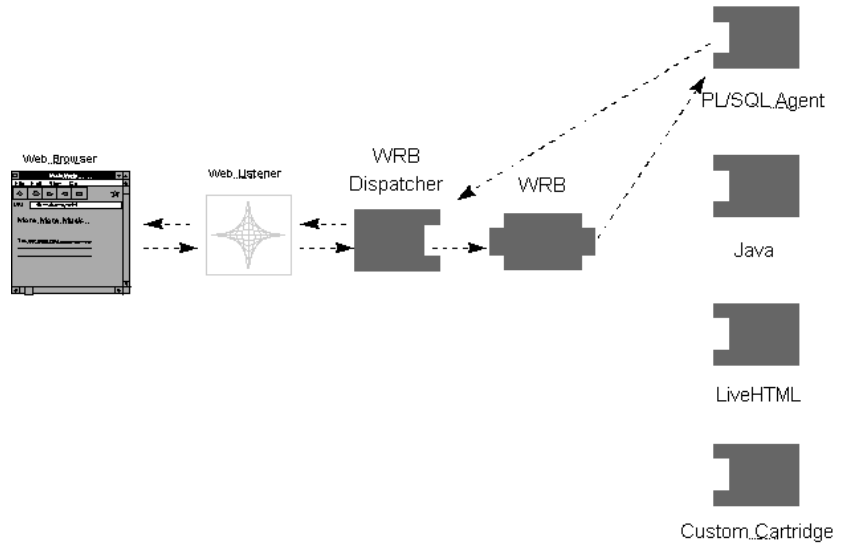 PL/SQL Agent
Web Browser
Web Listener
WRB
Dispatcher
WRB
Java
LiveHTML
Custom Cartridge